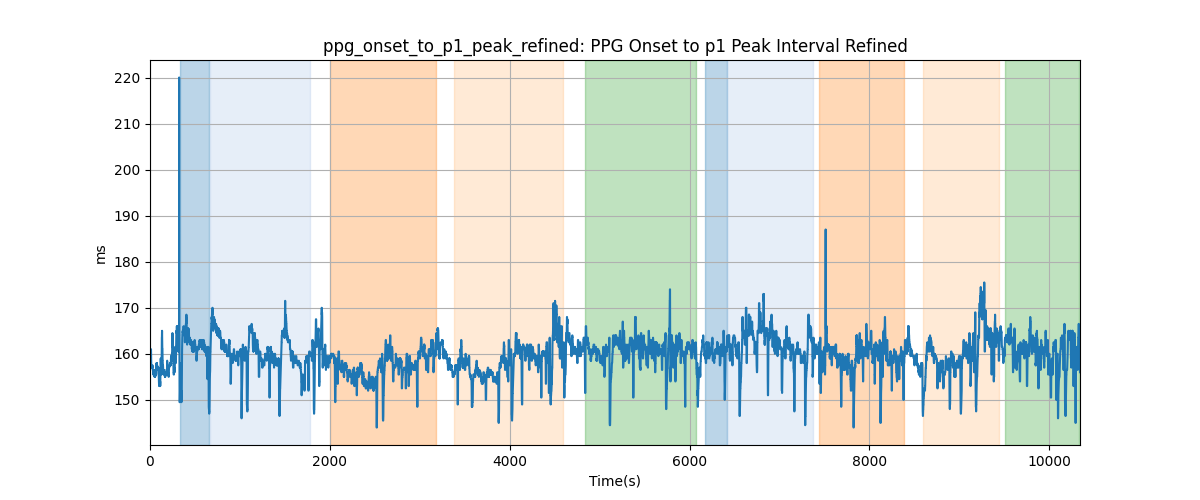 ppg_onset_to_p1_peak_refined: PPG Onset to p1 Peak Interval Refined
220
210
200
190
180
170
160
150
ms
0 2000 4000 6000 8000 10000
Time(s)